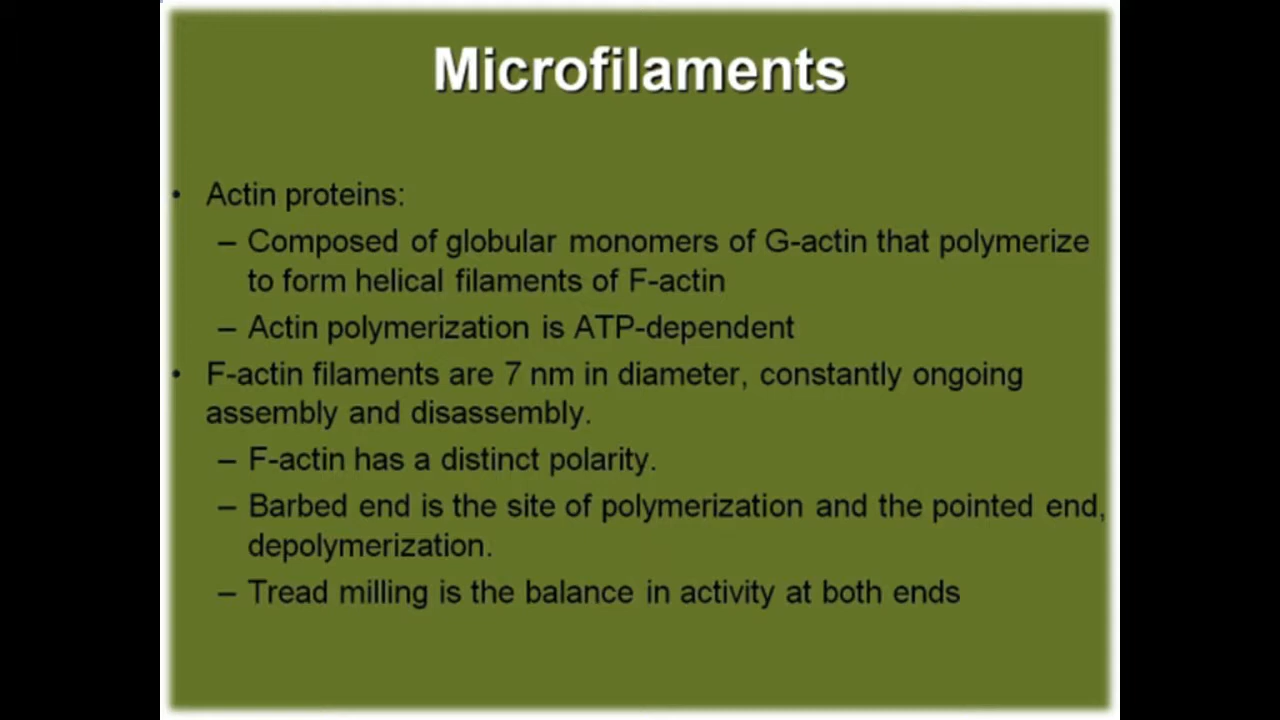 Microfilaments
• Actin proteins:
– Composed of globular monomers of G-actin that polymerize
to form helical filaments of F-actin
– Actin polymerization is ATP-dependent
• F-actin filaments are 7 nm in diameter, constantly ongoing
assembly and disassembly.
– F-actin has a distinct polarity.
– Barbed end is the site of polymerization and the pointed end,
depolymerization.
– Tread milling is the balance in activity at both ends